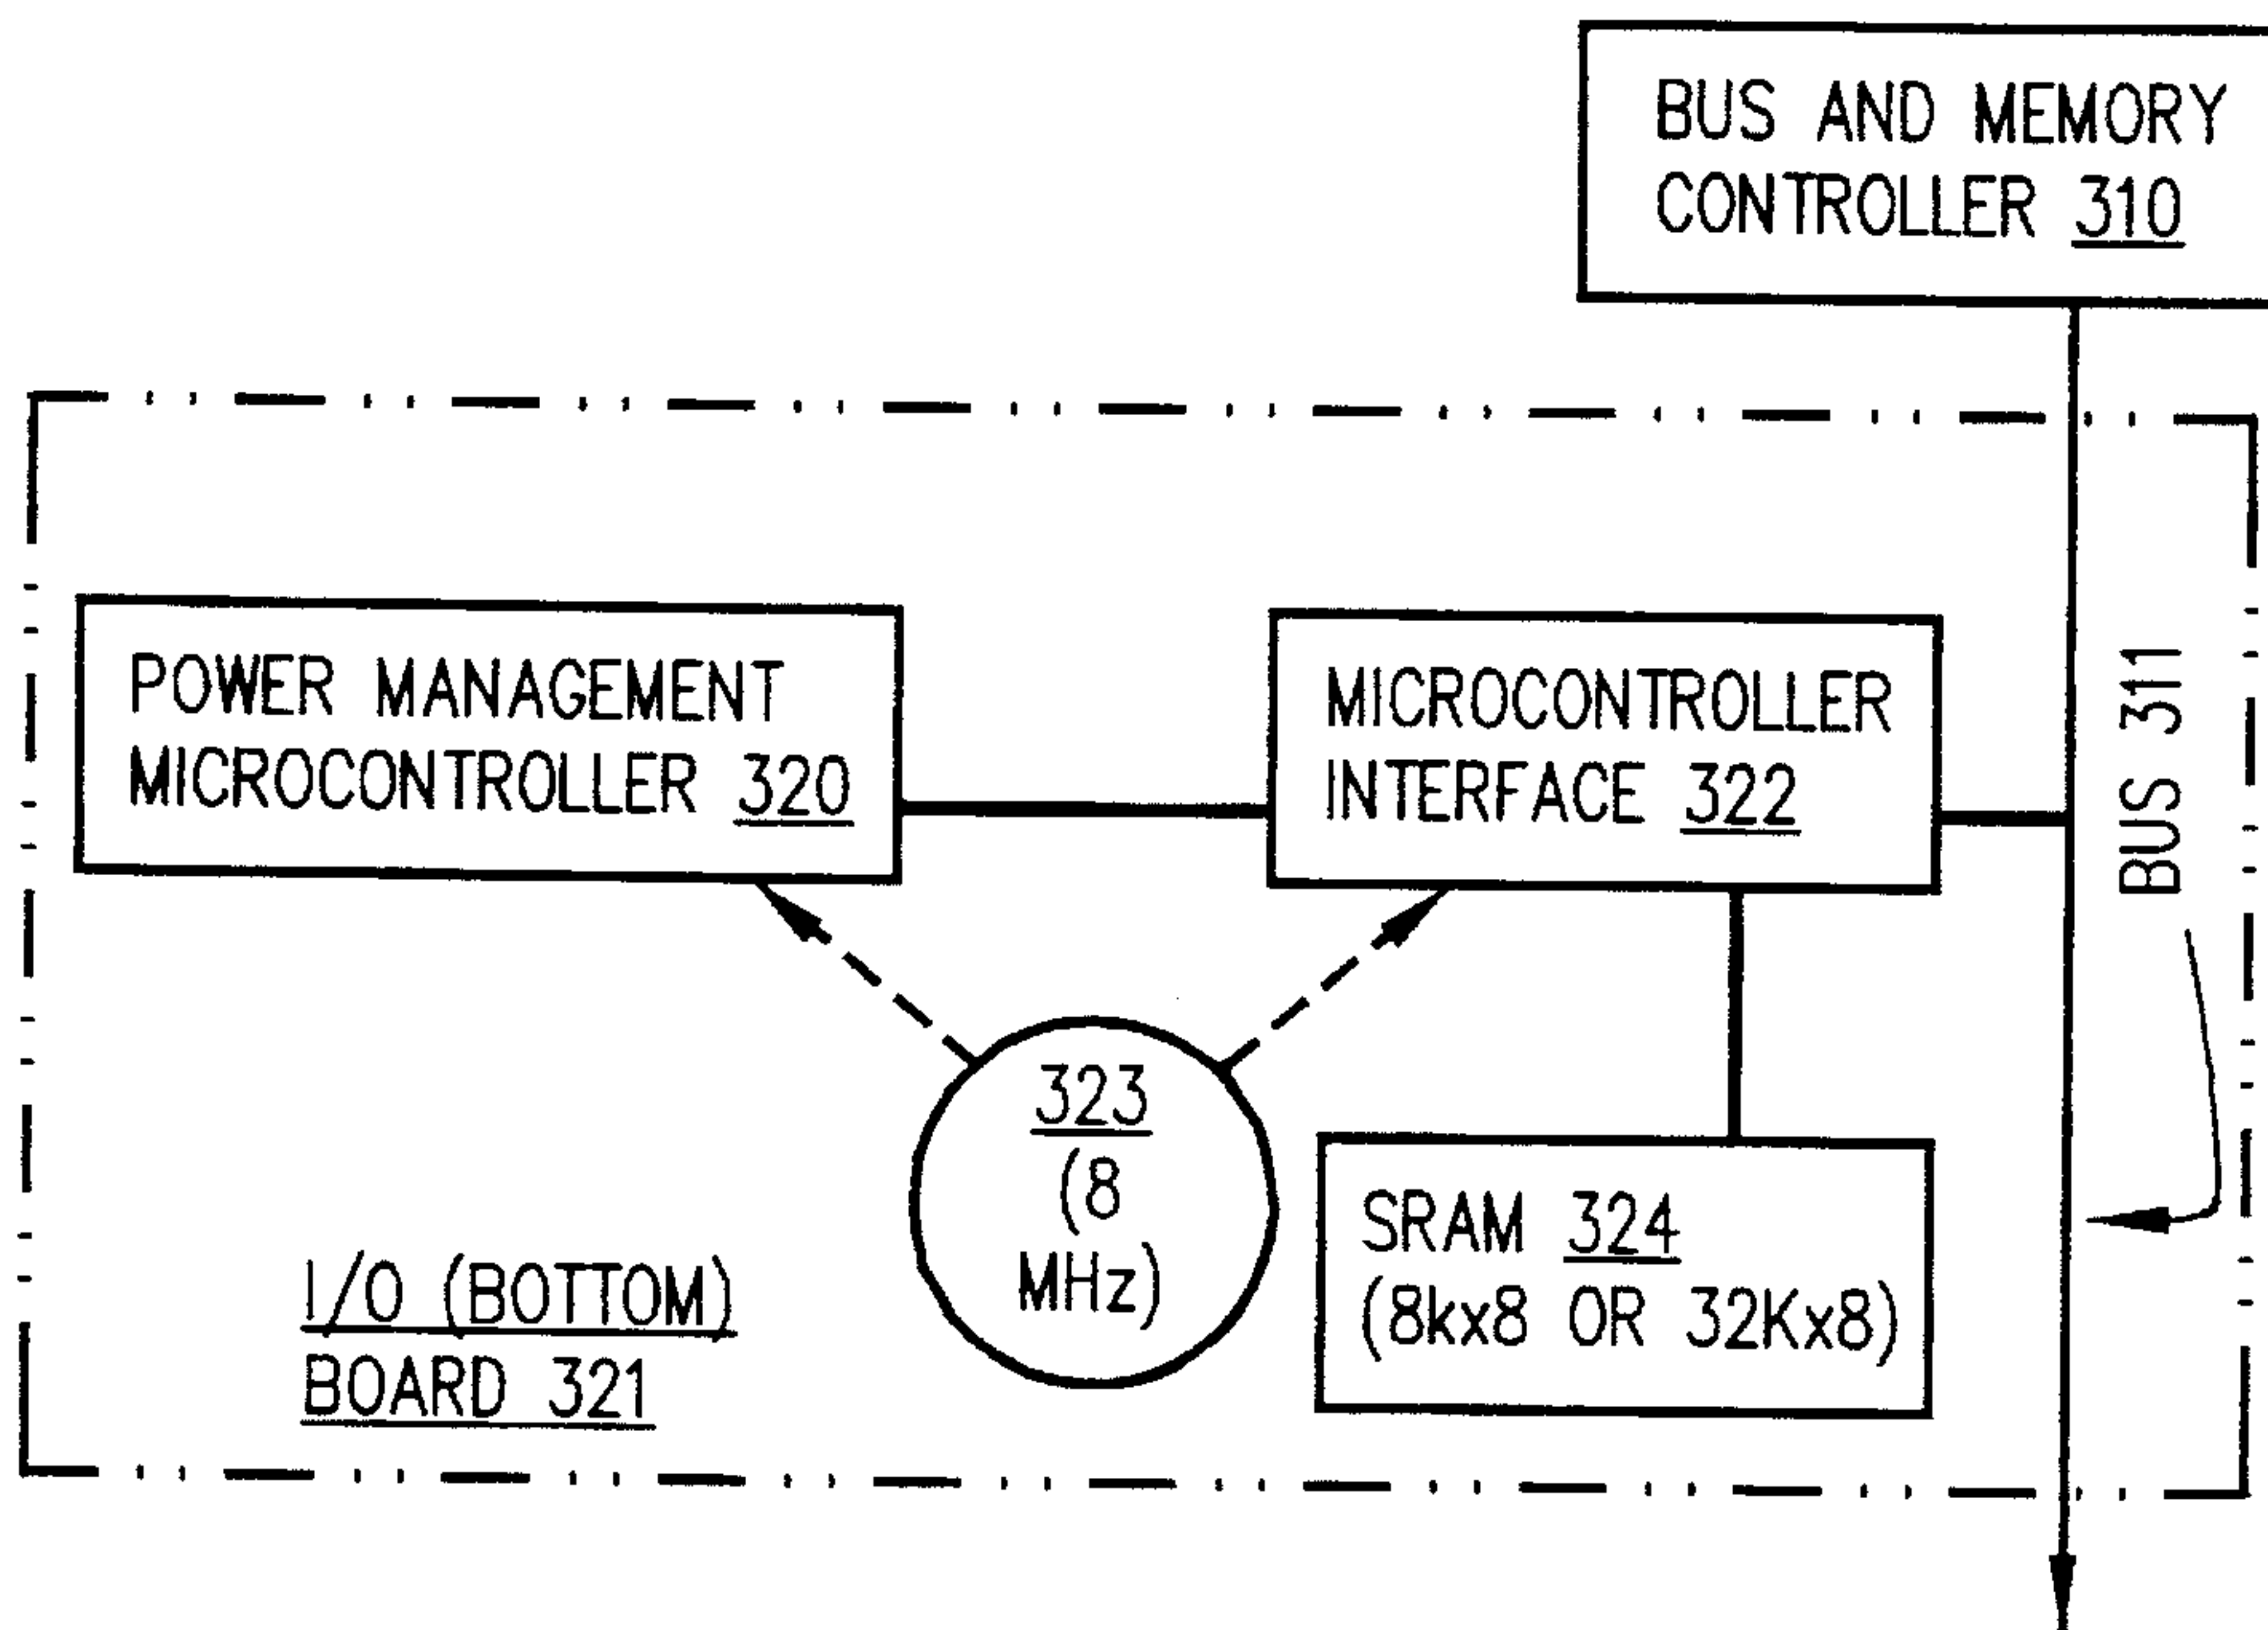 BUS AND MEMORY
CONTROLLER 310
POWER MANAGEMENT
MICROCONTROLLER 320
MICROCONTROLLER
INTERFACE 322
BUS 311
323
(8
MHz)
SRAM 324
(8kx8 OR 32Kx8)
I/O (BOTTOM)
BOARD 321